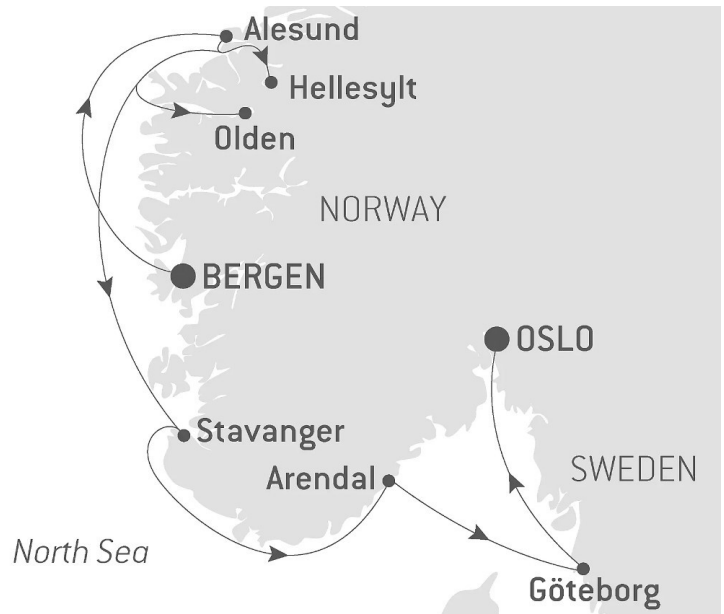 Alesund
Hellesylt
Olden
NORWAY
BERGEN
OSLO
Stavanger
SWEDEN
Arendal
North Sea
Göteborg